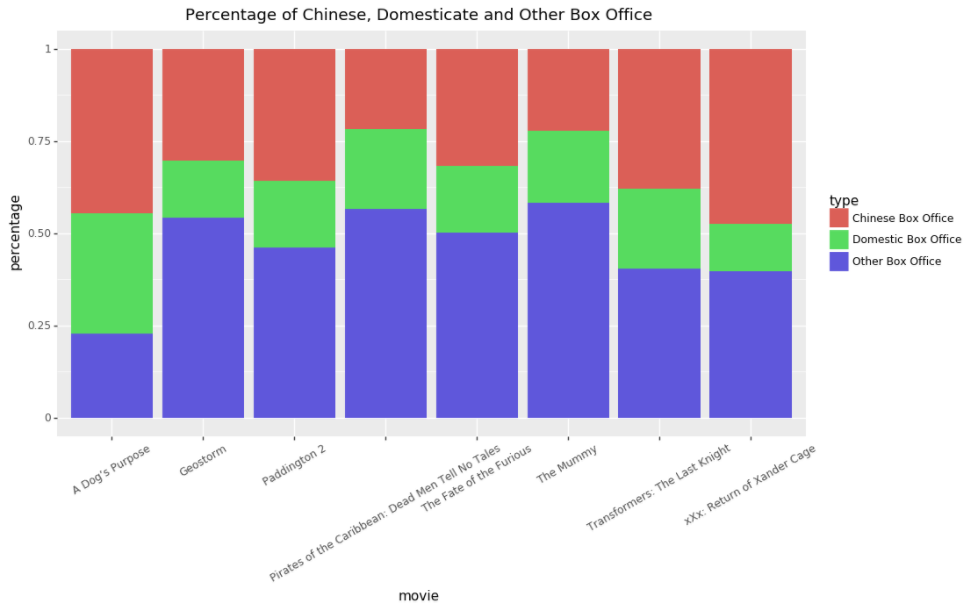 Percentage of Chinese, Domesticate and Other Box Office
1
0.75
0.50
0.25
0
percentage
A Dog's Purpose
Geostorm
Paddington 2
Pirates of the Caribbean: Dead Men Tell No Tales
The Fate of the Furious
The Mummy
Transformers: The Last Knight
xXx: Return of Xander Cage
movie
type
Chinese Box Office
Domestic Box Office
Other Box Office